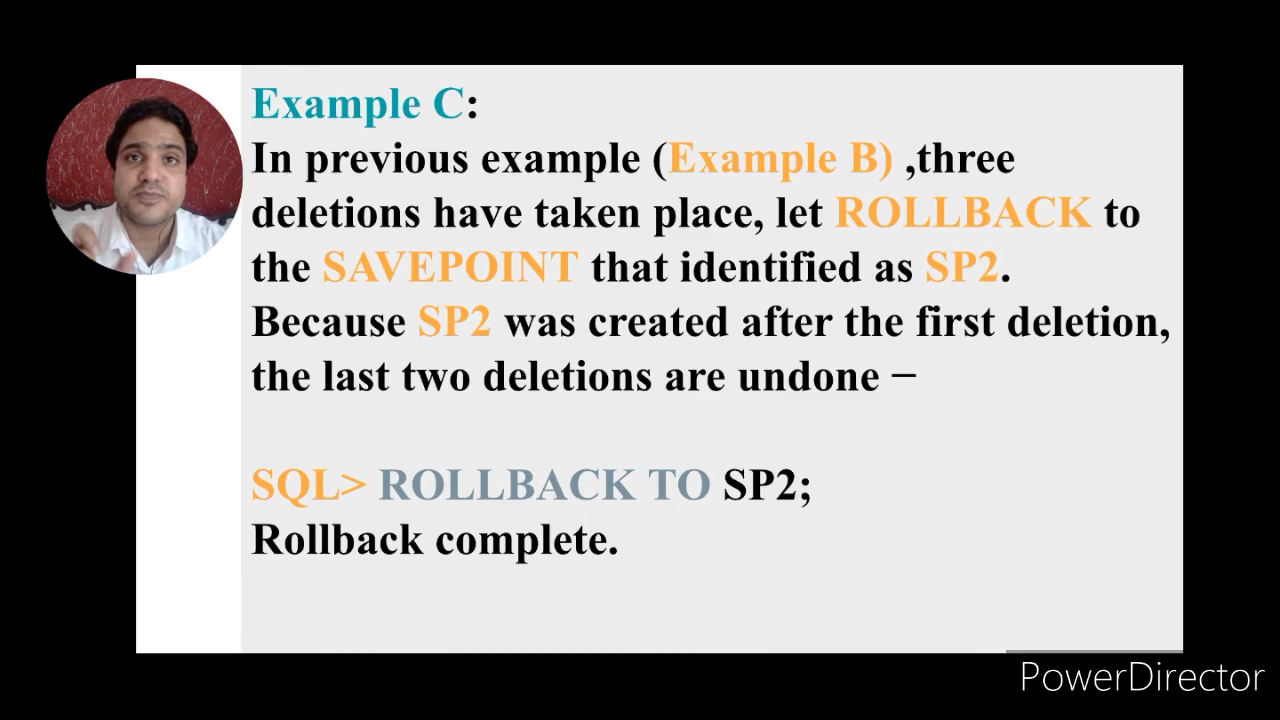 Example C:
In previous example (Example B) ,three
deletions have taken place, let ROLLBACK to
the SAVEPOINT that identified as SP2.
Because SP2 was created after the first deletion,
the last two deletions are undone −
SQL> ROLLBACK TO SP2;
Rollback complete.
PowerDirector